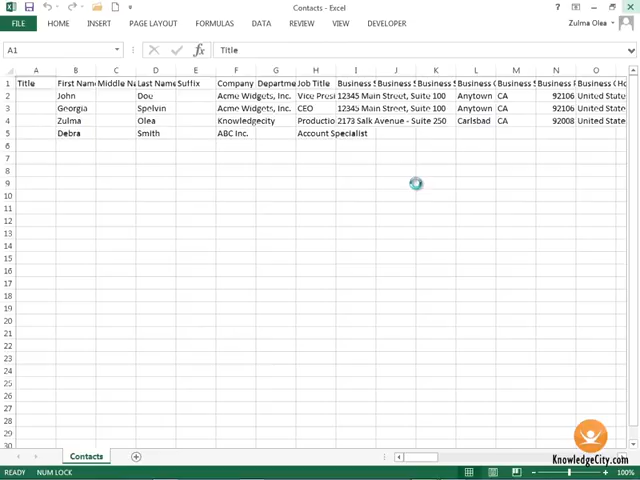 Contacts - Excel
FILE HOME INSERT PAGE LAYOUT FORMULAS DATA REVIEW VIEW DEVELOPER Zulma Olea
A1 fx Title
A B C D E F G H I J K L M N O
1 Title First Name Middle Na Last Name Suffix Company Departme Job Title Business S Business S Business S Business C Business S Business P Business C Ho
2 John Doe Acme Widgets, Inc. Vice Presi 12345 Main Street, Suite 100 Anytown CA 92106 United State
3 Georgia Spelvin Acme Widgets, Inc. CEO 12345 Main Street, Suite 100 Anytown CA 92106 United State
4 Zulma Olea Knowledgecity Productio 2173 Salk Avenue - Suite 250 Carlsbad CA 92008 United State
5 Debra Smith ABC Inc. Account Specialist
6
7
8
9
10
11
12
13
14
15
16
17
18
19
20
21
22
23
24
25
26
27
28
29
30
KnowledgeCity.com
Contacts
READY NUM LOCK 100%